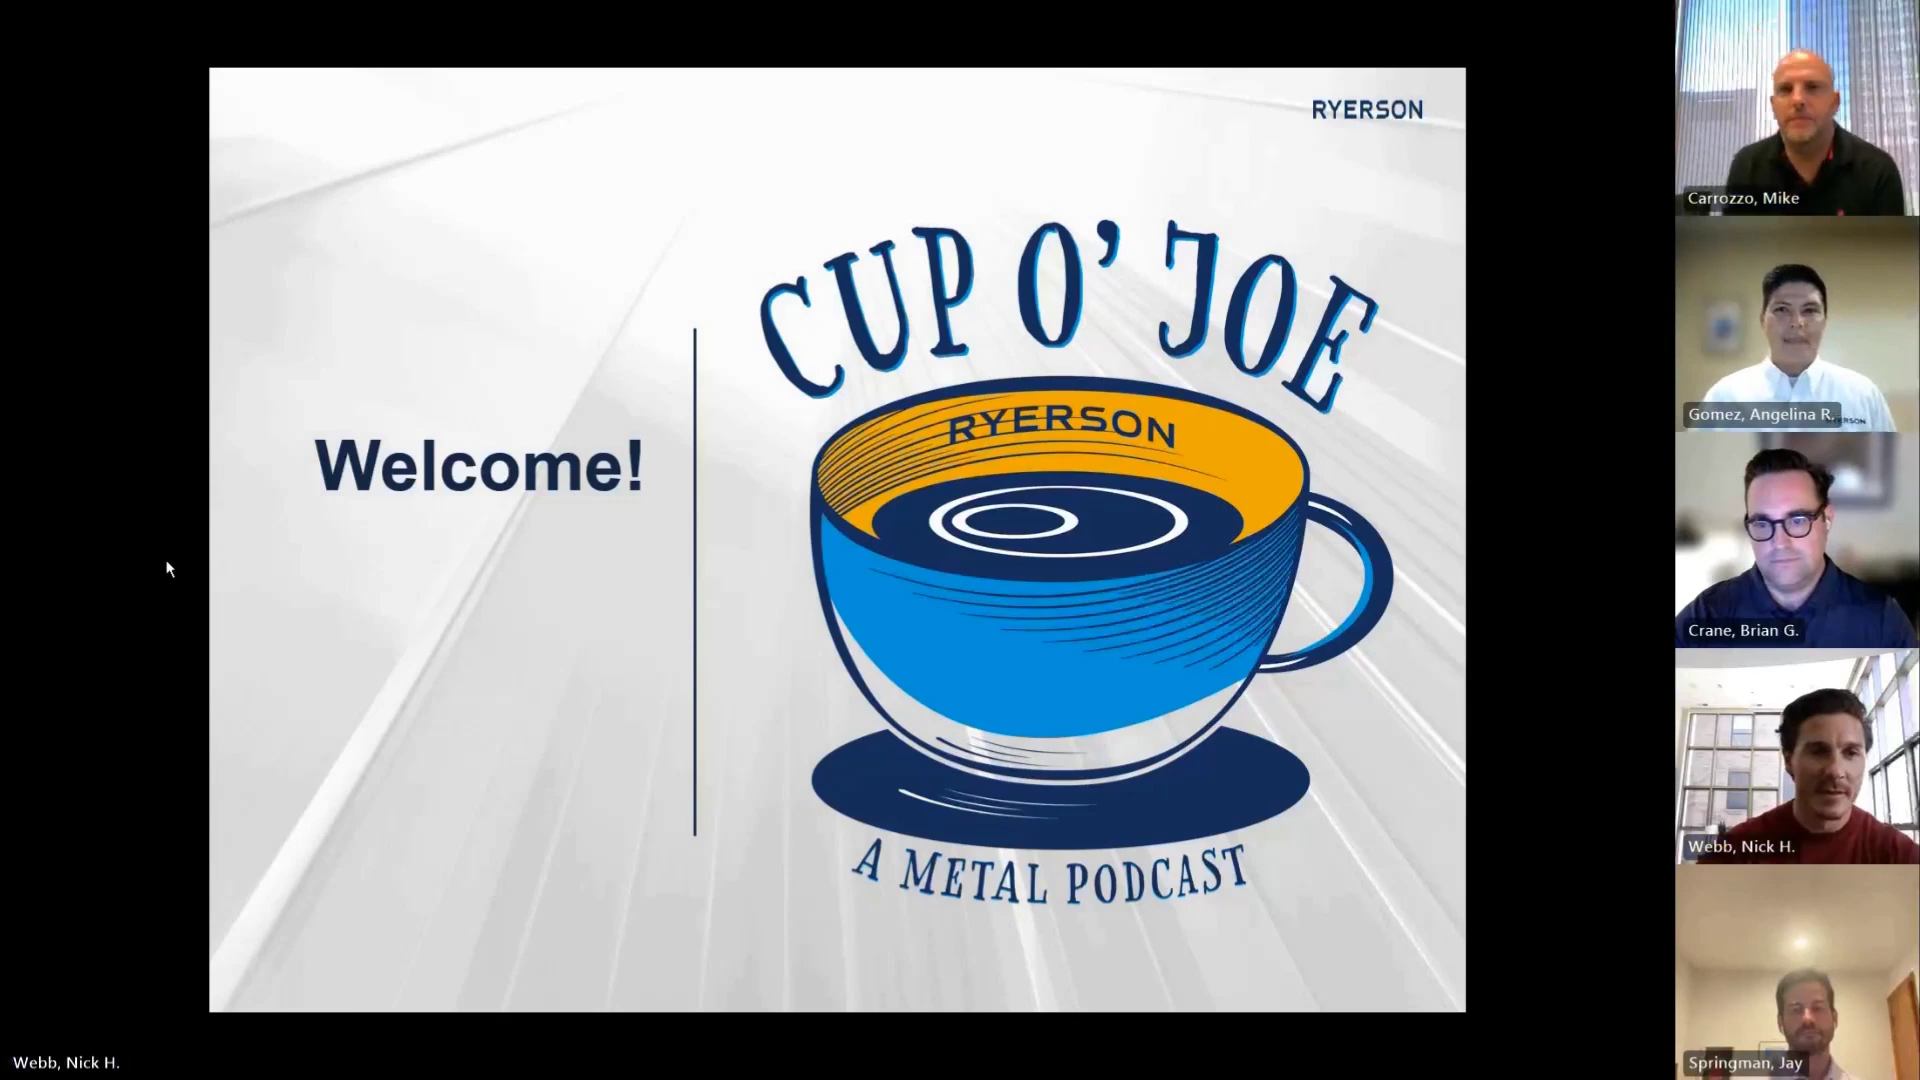 RYERSON
CUP O’ JOE
RYERSON
Welcome!
A METAL PODCAST
Carrozzo, Mike
Gomez, Angelina R.
Crane, Brian G.
Webb, Nick H.
Springman, Jay
Webb, Nick H.